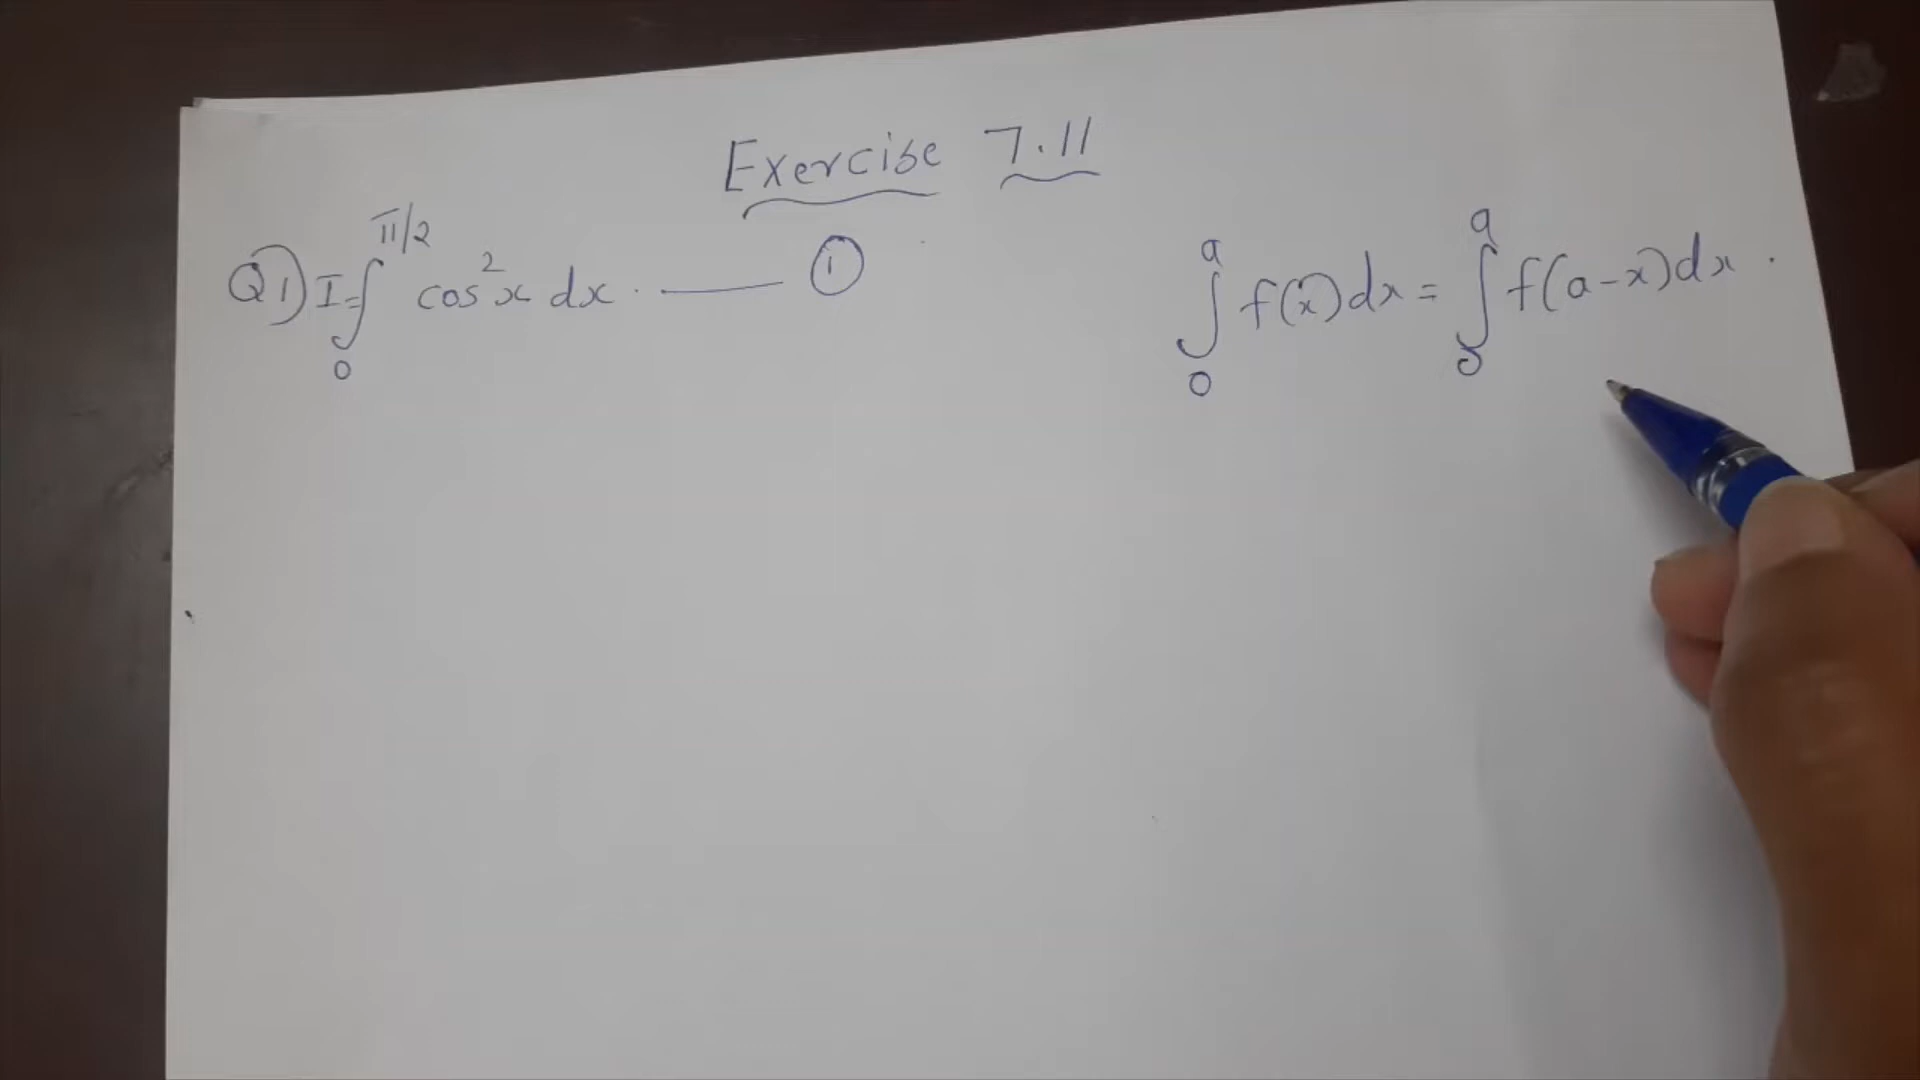 Exercise 7.11
Q1) I = ∫₀^π/2 cos²x dx. —— ①
∫₀^a f(x)dx = ∫₀^a f(a-x)dx.